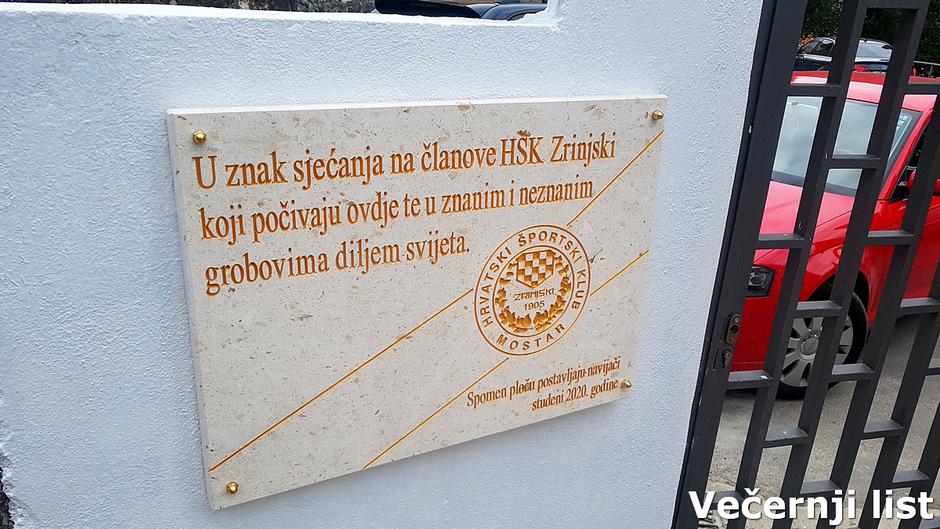 U znak sjećanja na članove HŠK Zrinjski
koji počivaju ovdje te u znanim i neznanim
grobovima diljem svijeta.
HRVATSKI ŠPORTSKI KLUB
ZRINJSKI
1905
MOSTAR
Spomen ploču postavljaju navijači
studeni 2020. godine
Večernji list